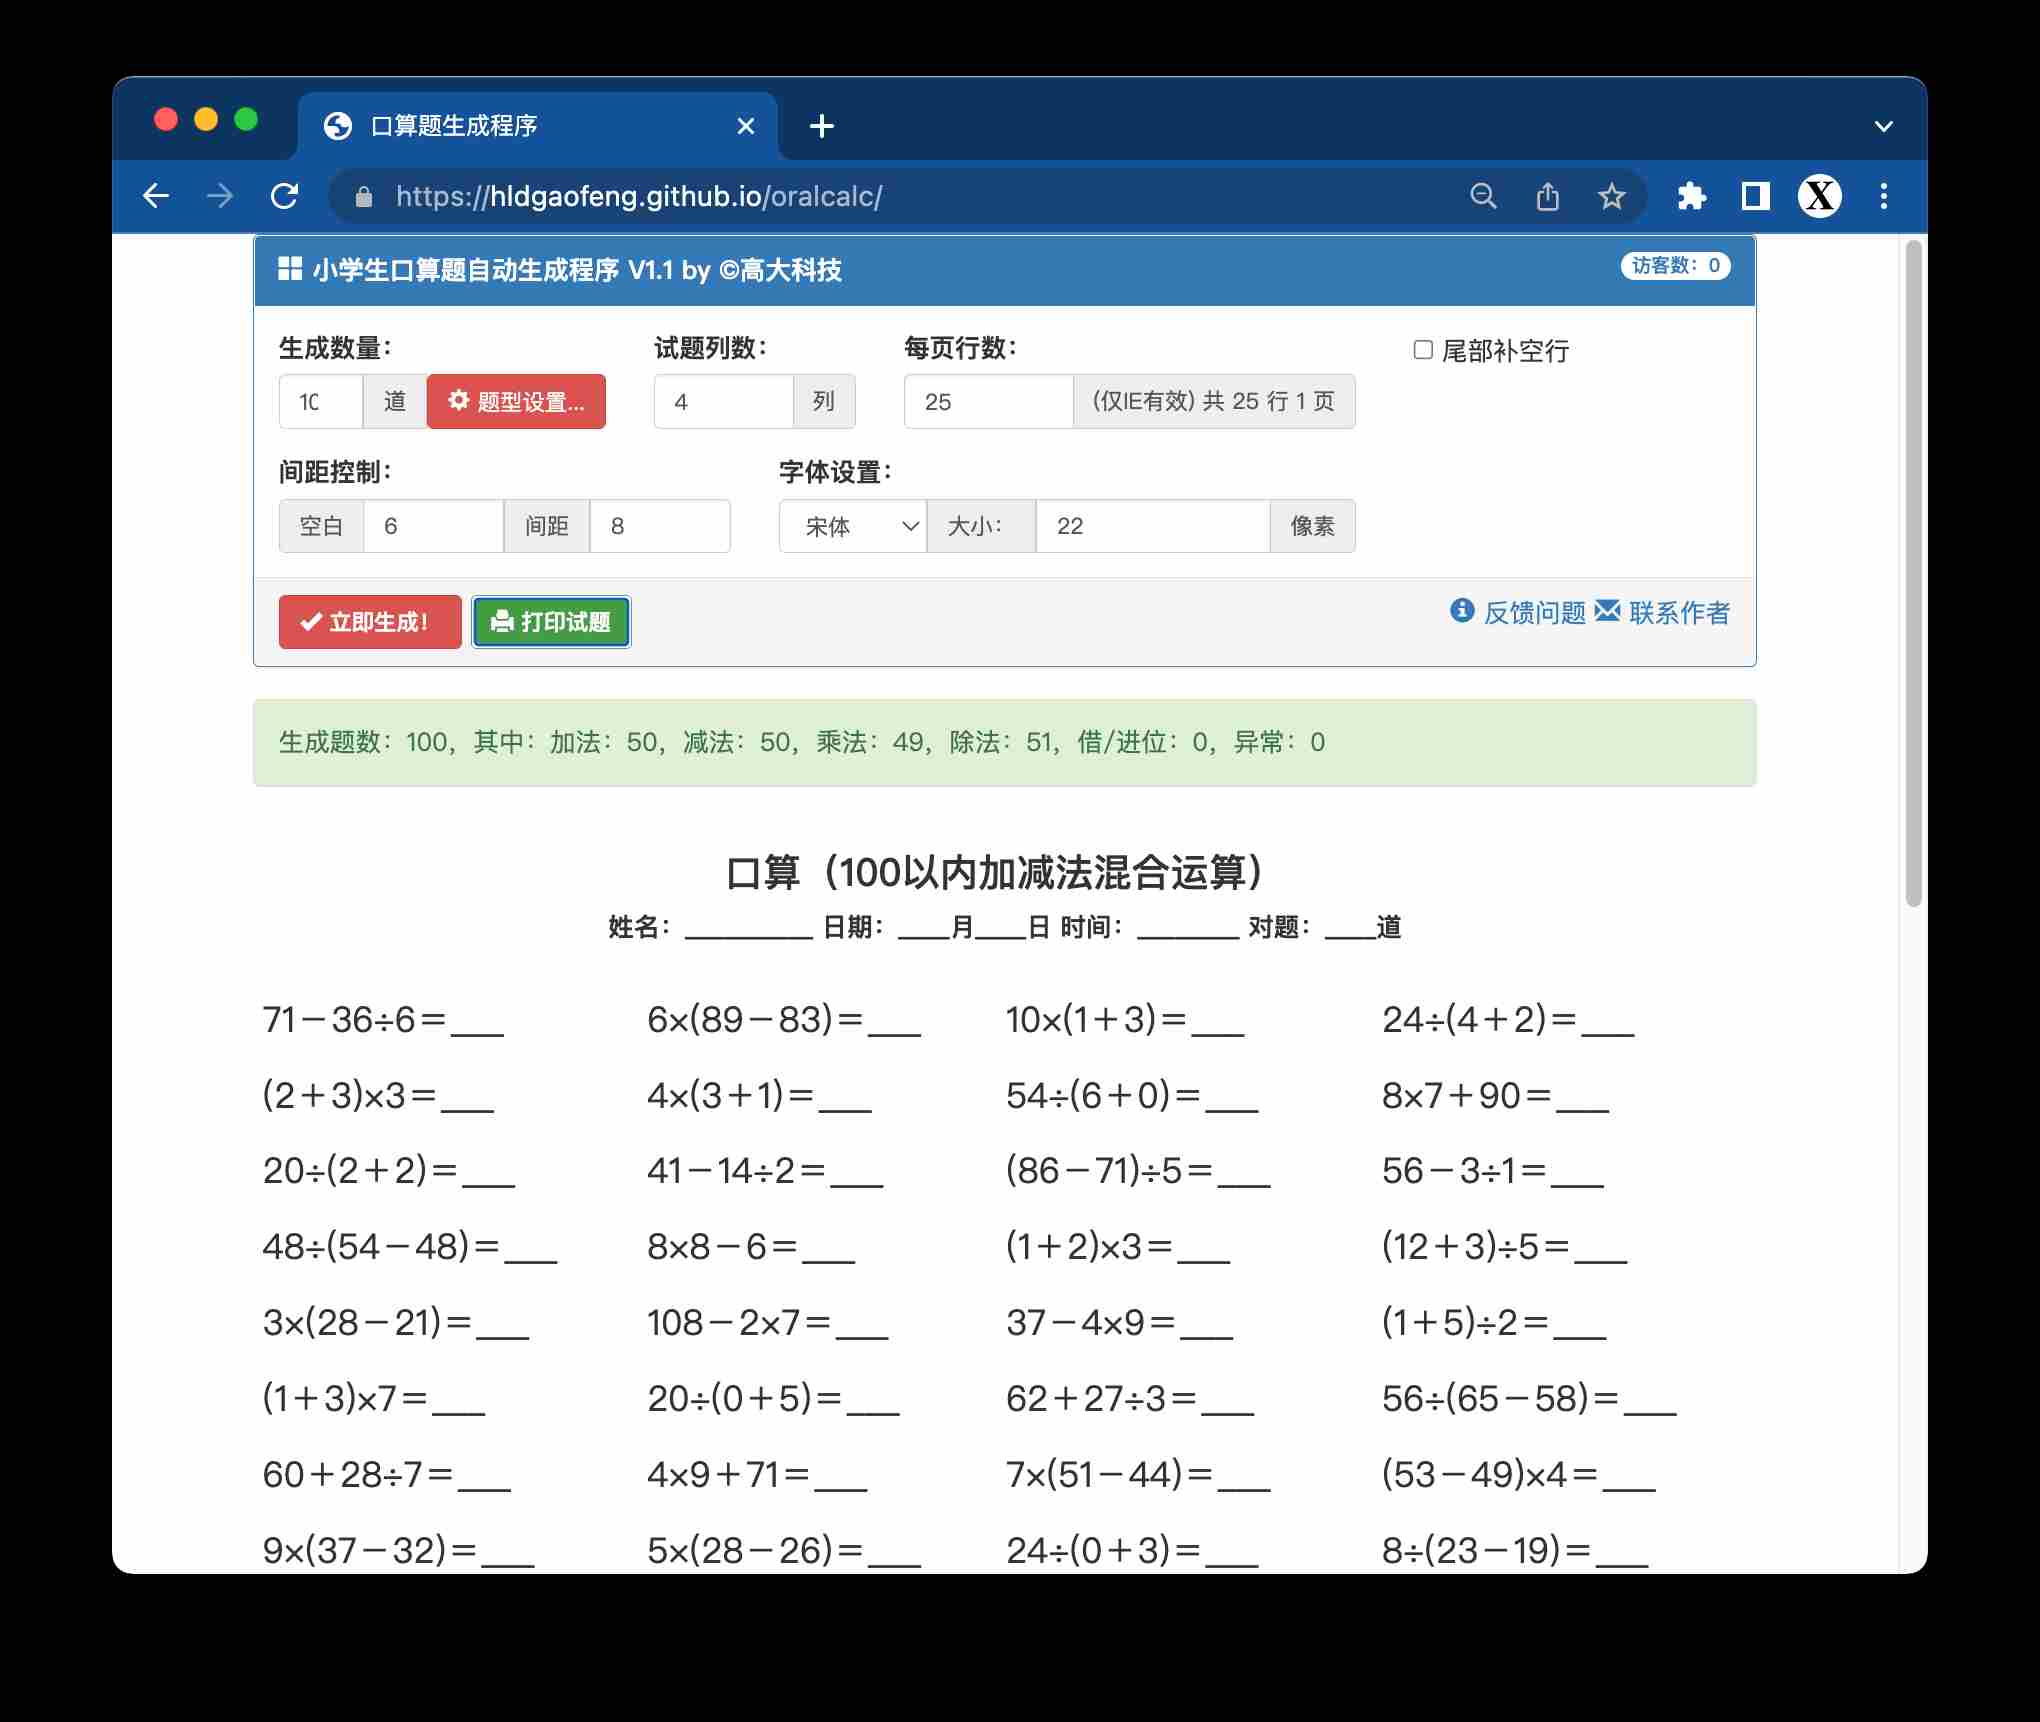 口算题生成程序
https://hldgaofeng.github.io/oralcalc/
X
小学生口算题自动生成程序 V1.1 by ©高大科技 访客数：0
生成数量： 试题列数： 每页行数： 尾部补空行
10 道 题型设置... 4 列 25 (仅IE有效) 共 25 行 1 页
间距控制： 字体设置：
空白 6 间距 8 宋体 大小： 22 像素
立即生成! 打印试题 反馈问题 联系作者
生成题数：100，其中：加法：50，减法：50，乘法：49，除法：51，借/进位：0，异常：0
口算（100以内加减法混合运算）
姓名：__________ 日期：____月____日 时间：________ 对题：____道
71－36÷6＝___ 6×(89－83)＝___ 10×(1＋3)＝___ 24÷(4＋2)＝___
(2＋3)×3＝___ 4×(3＋1)＝___ 54÷(6＋0)＝___ 8×7＋90＝___
20÷(2＋2)＝___ 41－14÷2＝___ (86－71)÷5＝___ 56－3÷1＝___
48÷(54－48)＝___ 8×8－6＝___ (1＋2)×3＝___ (12＋3)÷5＝___
3×(28－21)＝___ 108－2×7＝___ 37－4×9＝___ (1＋5)÷2＝___
(1＋3)×7＝___ 20÷(0＋5)＝___ 62＋27÷3＝___ 56÷(65－58)＝___
60＋28÷7＝___ 4×9＋71＝___ 7×(51－44)＝___ (53－49)×4＝___
9×(37－32)＝___ 5×(28－26)＝___ 24÷(0＋3)＝___ 8÷(23－19)＝___